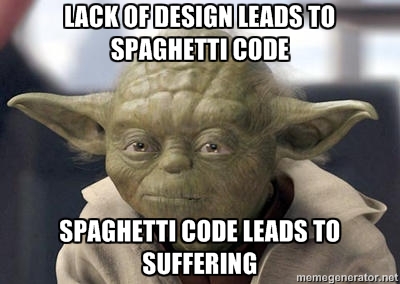 LACK OF DESIGN LEADS TO
SPAGHETTI CODE
SPAGHETTI CODE LEADS TO
SUFFERING
memegenerator.net